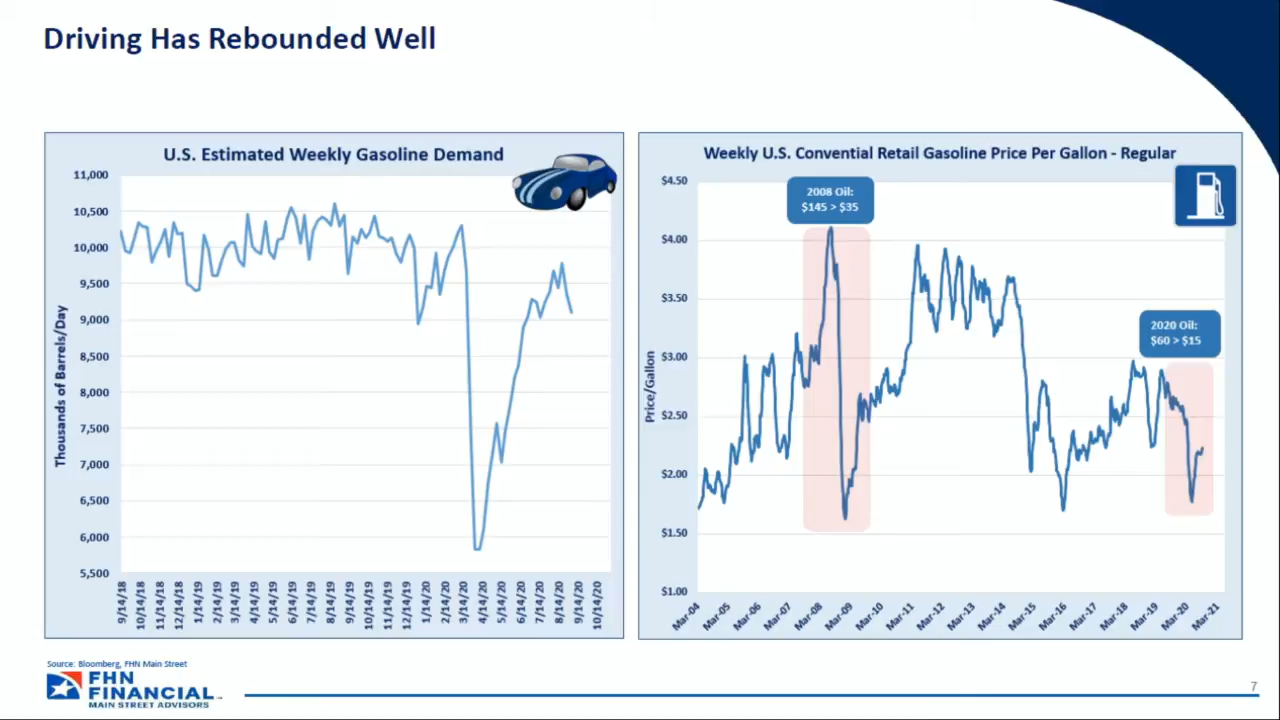 Driving Has Rebounded Well
U.S. Estimated Weekly Gasoline Demand
11,000
10,500
10,000
9,500
9,000
8,500
8,000
7,500
7,000
6,500
6,000
5,500
Thousands of Barrels/Day
9/14/18
10/14/18
11/14/18
12/14/18
1/14/19
2/14/19
3/14/19
4/14/19
5/14/19
6/14/19
7/14/19
8/14/19
9/14/19
10/14/19
11/14/19
12/14/19
1/14/20
2/14/20
3/14/20
4/14/20
5/14/20
6/14/20
7/14/20
8/14/20
9/14/20
10/14/20
Weekly U.S. Convential Retail Gasoline Price Per Gallon - Regular
$4.50
$4.00
$3.50
$3.00
$2.50
$2.00
$1.50
$1.00
Price/Gallon
2008 Oil:
$145 > $35
2020 Oil:
$60 > $15
Mar-04
Mar-05
Mar-06
Mar-07
Mar-08
Mar-09
Mar-10
Mar-11
Mar-12
Mar-13
Mar-14
Mar-15
Mar-16
Mar-17
Mar-18
Mar-19
Mar-20
Mar-21
Source: Bloomberg, FHN Main Street
FHN
FINANCIAL
MAIN STREET ADVISORS
7